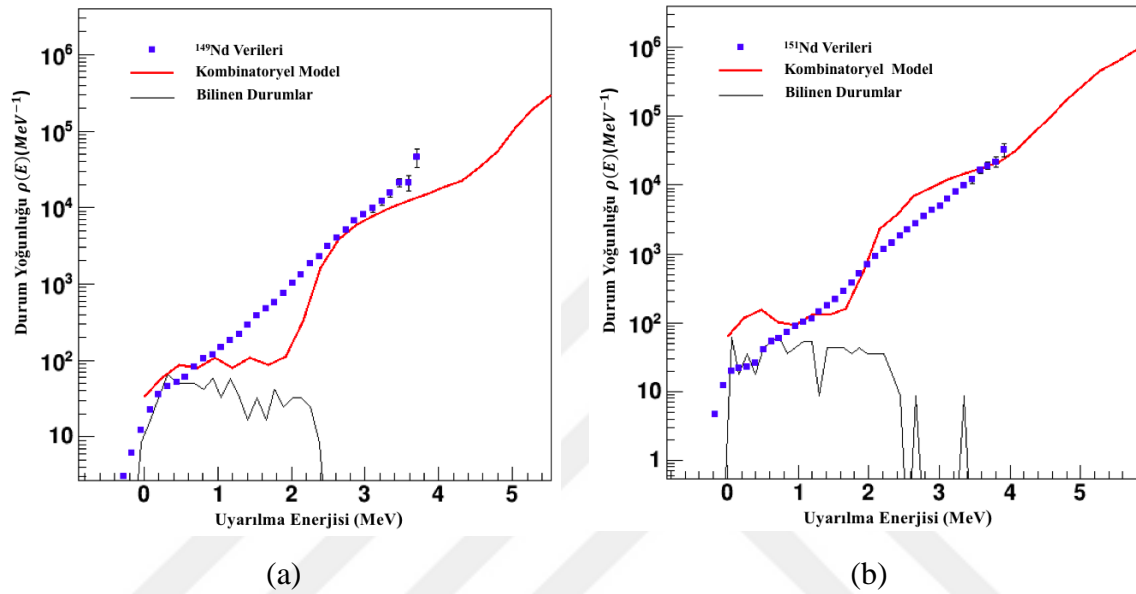 10⁶
10⁵
10⁴
10³
10²
10
Durum Yoğunluğu ρ(E)(MeV⁻¹)
¹⁴⁹Nd Verileri
Kombinatoryel Model
Bilinen Durumlar
0 1 2 3 4 5
Uyarılma Enerjisi (MeV)
(a)
10⁶
10⁵
10⁴
10³
10²
10
1
Durum Yoğunluğu ρ(E)(MeV⁻¹)
¹⁵¹Nd Verileri
Kombinatoryel Model
Bilinen Durumlar
0 1 2 3 4 5
Uyarılma Enerjisi (MeV)
(b)